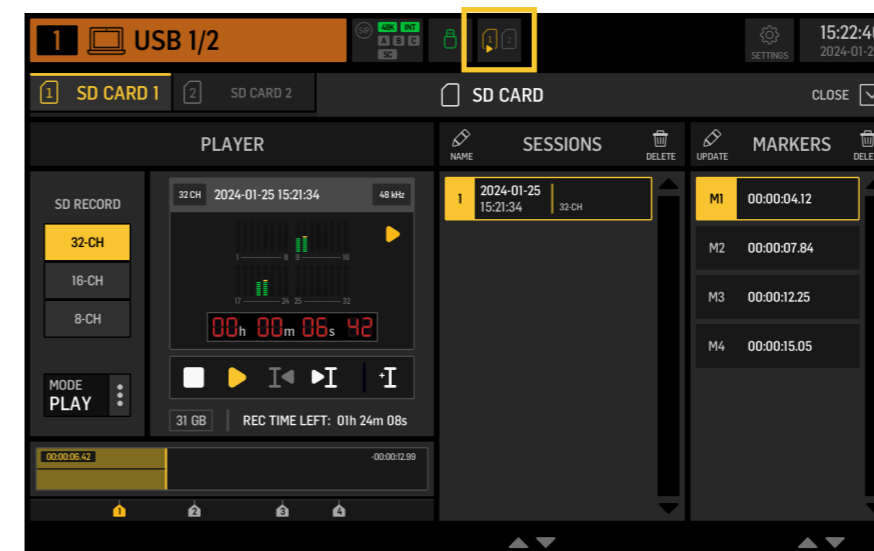 1 USB 1/2
SIP 48K INT
A B C
SC
1 2
SETTINGS
15:22:4
2024-01-2
1 SD CARD 1
2 SD CARD 2
SD CARD
CLOSE
PLAYER
NAME
SESSIONS
DELETE
UPDATE
MARKERS
DELE
SD RECORD
32-CH
16-CH
8-CH
MODE
PLAY
32 CH 2024-01-25 15:21:34 48 kHz
1 8 9 16
17 24 25 32
00h 00m 06s 42
31 GB REC TIME LEFT: 01h 24m 08s
00:00:06.42 -00:00:12.99
1 2 3 4
1 2024-01-25
15:21:34 32-CH
M1 00:00:04.12
M2 00:00:07.84
M3 00:00:12.25
M4 00:00:15.05